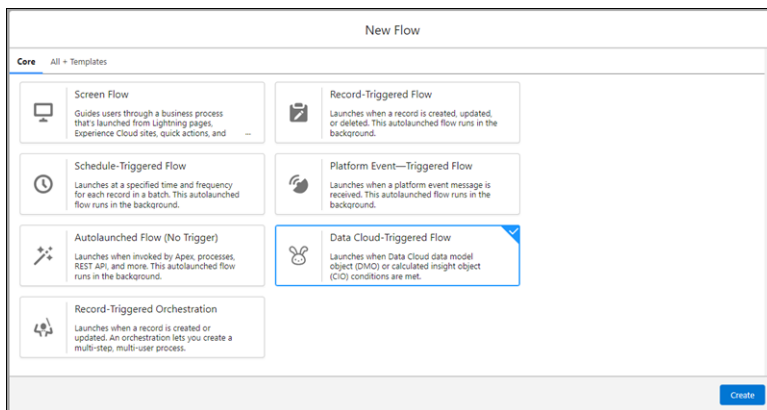 New Flow
Core All + Templates
Screen Flow
Guides users through a business process
that's launched from Lightning pages,
Experience Cloud sites, quick actions, and ...
Record-Triggered Flow
Launches when a record is created, updated,
or deleted. This autolaunched flow runs in the
background.
Schedule-Triggered Flow
Launches at a specified time and frequency
for each record in a batch. This autolaunched
flow runs in the background.
Platform Event—Triggered Flow
Launches when a platform event message is
received. This autolaunched flow runs in the
background.
Autolaunched Flow (No Trigger)
Launches when invoked by Apex, processes,
REST API, and more. This autolaunched flow
runs in the background.
Data Cloud-Triggered Flow
Launches when Data Cloud data model
object (DMO) or calculated insight object
(CIO) conditions are met.
Record-Triggered Orchestration
Launches when a record is created or
updated. An orchestration lets you create a
multi-step, multi-user process.
Create